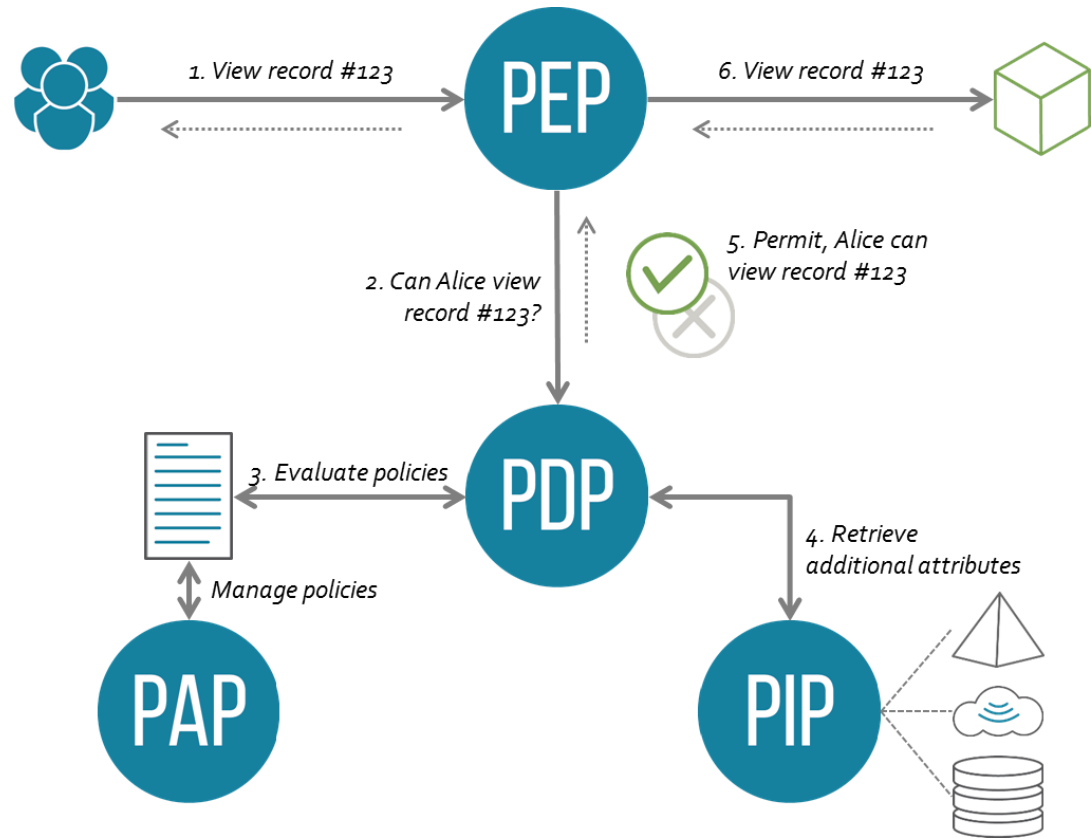 1. View record #123
PEP
6. View record #123
2. Can Alice view
record #123?
5. Permit, Alice can
view record #123
3. Evaluate policies
PDP
4. Retrieve
additional attributes
Manage policies
PAP
PIP